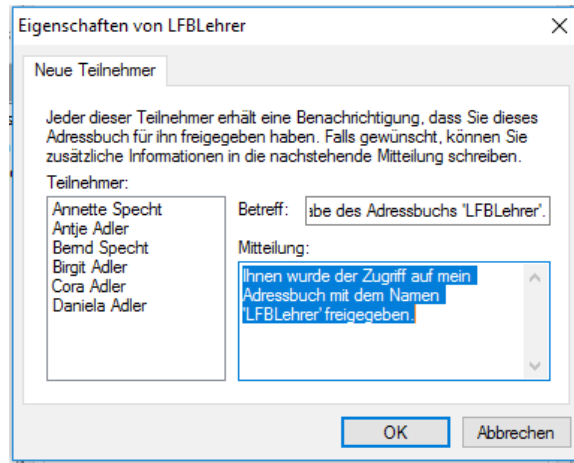 Eigenschaften von LFBLehrer
Neue Teilnehmer
Jeder dieser Teilnehmer erhält eine Benachrichtigung, dass Sie dieses
Adressbuch für ihn freigegeben haben. Falls gewünscht, können Sie
zusätzliche Informationen in die nachstehende Mitteilung schreiben.
Teilnehmer:
Annette Specht
Antje Adler
Bernd Specht
Birgit Adler
Cora Adler
Daniela Adler
Betreff:
abe des Adressbuchs 'LFBLehrer'.
Mitteilung:
Ihnen wurde der Zugriff auf mein
Adressbuch mit dem Namen
'LFBLehrer' freigegeben.
OK
Abbrechen